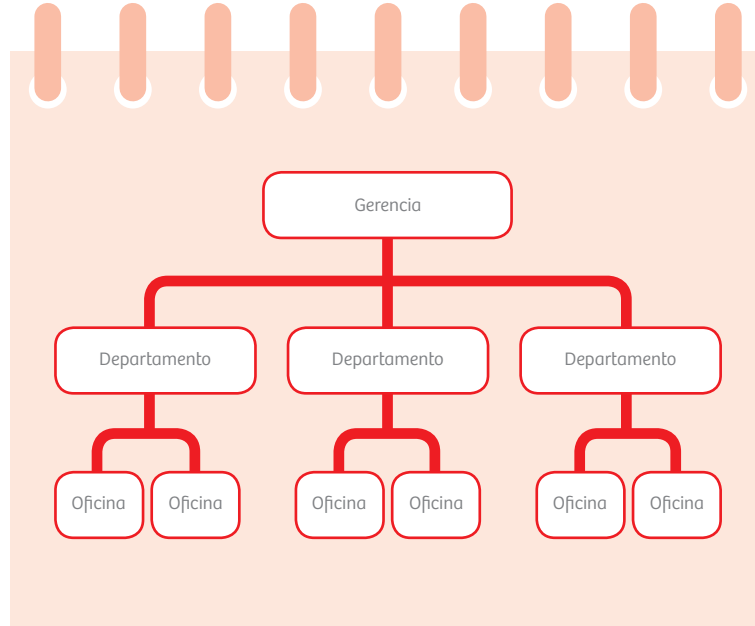 Gerencia
Departamento
Departamento
Departamento
Oficina
Oficina
Oficina
Oficina
Oficina
Oficina